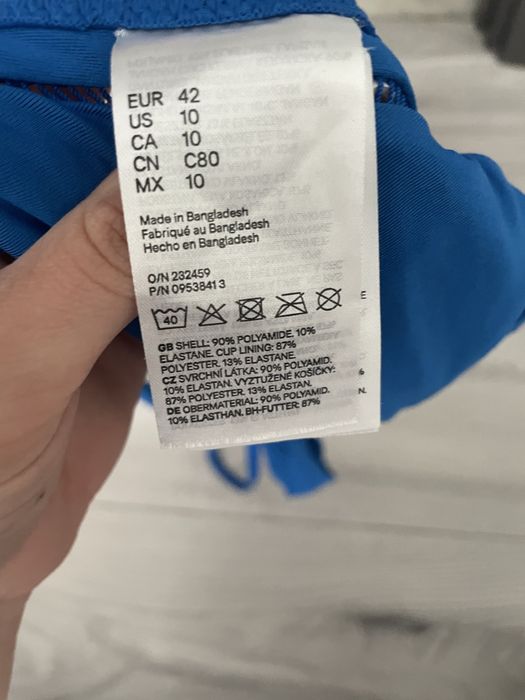 EUR 42
US 10
CA 10
CN C80
MX 10
Made in Bangladesh
Fabriqué au Bangladesh
Hecho en Bangladesh
O/N 232459
P/N 0953841 3
40
GB SHELL: 90% POLYAMIDE. 10%
ELASTANE. CUP LINING: 87%
POLYESTER. 13% ELASTANE.
CZ SVRCHNÍ LÁTKA: 90% POLYAMID.
10% ELASTAN. VYZTUŽENÉ KOŠÍČKY:
87% POLYESTER. 13% ELASTAN.
DE OBERMATERIAL: 90% POLYAMID.
10% ELASTHAN. BH-FUTTER: 87%